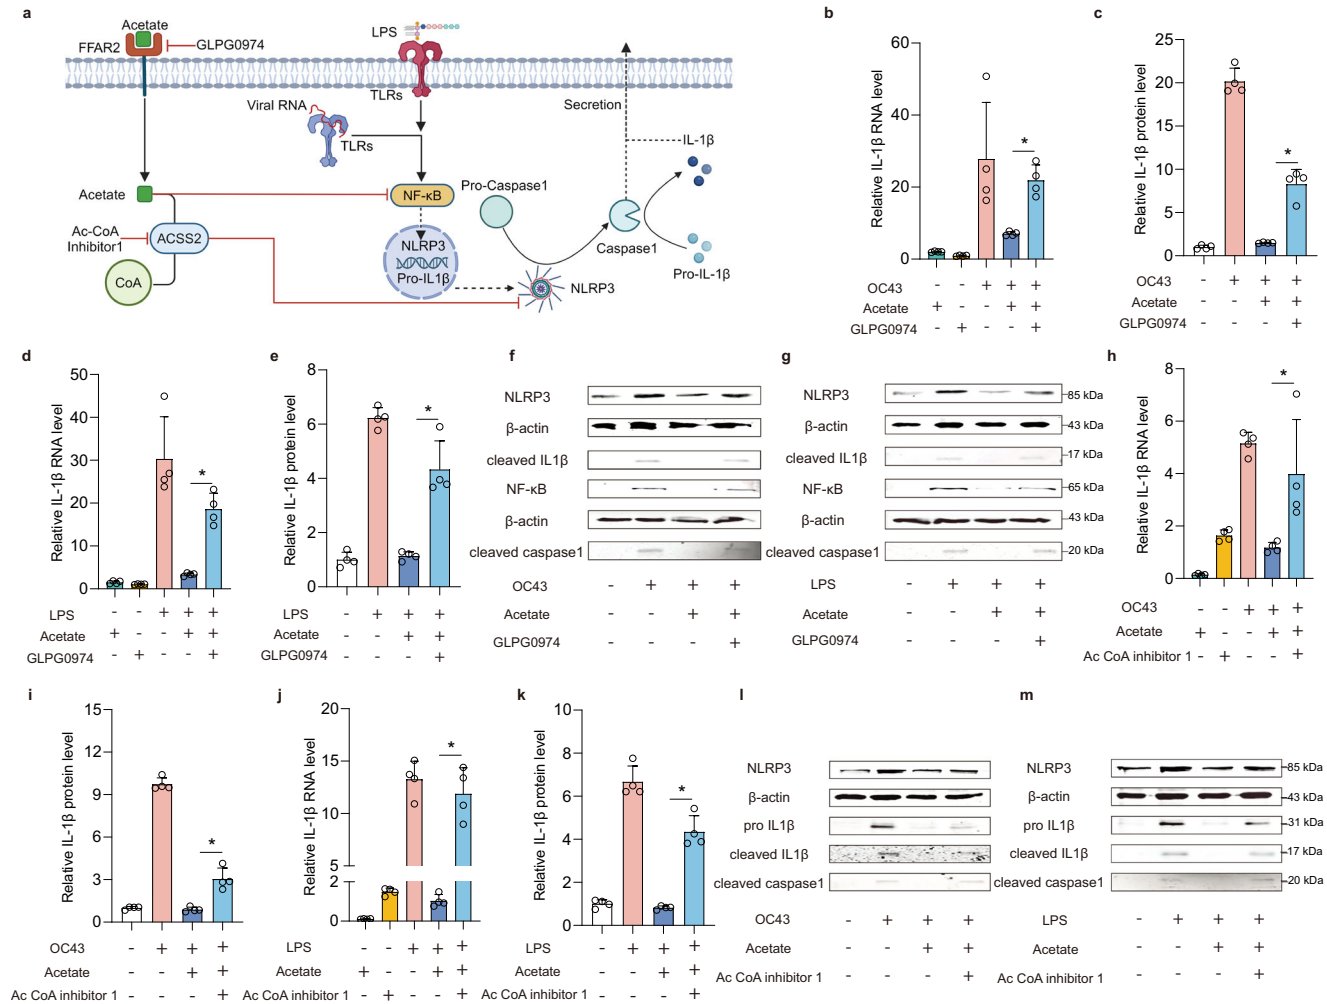 a
Acetate
FFAR2
GLPG0974
LPS
TLRs
Viral RNA
TLRs
Secretion
IL-1β
Acetate
NF-κB
Pro-Caspase1
Ac-CoA
Inhibitor1
ACSS2
NLRP3
Pro-IL1β
Caspase1
Pro-IL-1β
CoA
NLRP3
b
Relative IL-1β RNA level
60
40
20
0
OC43 - - + + +
Acetate + - - + +
GLPG0974 - + - - +
*
c
Relative IL-1β protein level
25
20
15
10
5
0
OC43 - + + +
Acetate - - + +
GLPG0974 - - - +
*
d
Relative IL-1β RNA level
50
40
30
20
10
0
LPS - - + + +
Acetate + - - + +
GLPG0974 - + - - +
*
e
Relative IL-1β protein level
8
6
4
2
0
LPS - + + +
Acetate - - + +
GLPG0974 - - - +
*
f
NLRP3
β-actin
cleaved IL1β
NF-κB
β-actin
cleaved caspase1
OC43 - + + +
Acetate - - + +
GLPG0974 - - - +
g
NLRP3 85 kDa
β-actin 43 kDa
cleaved IL1β 17 kDa
NF-κB 65 kDa
β-actin 43 kDa
cleaved caspase1 20 kDa
LPS - + + +
Acetate - - + +
GLPG0974 - - - +
h
Relative IL-1β RNA level
8
6
4
2
0
OC43 - - + + +
Acetate + - - + +
Ac CoA inhibitor 1 - + - - +
*
i
Relative IL-1β protein level
15
12
9
6
3
0
OC43 - + + +
Acetate - - + +
Ac CoA inhibitor 1 - - - +
*
j
Relative IL-1β RNA level
20
15
10
5
2
0
LPS - - + + +
Acetate + - - + +
Ac CoA inhibitor 1 - + - - +
*
k
Relative IL-1β protein level
10
8
6
4
2
0
LPS - + + +
Acetate - - + +
Ac CoA inhibitor 1 - - - +
*
l
NLRP3
β-actin
pro IL1β
cleaved IL1β
cleaved caspase1
OC43 - + + +
Acetate - - + +
Ac CoA inhibitor 1 - - - +
m
NLRP3 85 kDa
β-actin 43 kDa
pro IL1β 31 kDa
cleaved IL1β 17 kDa
cleaved caspase1 20 kDa
LPS - + + +
Acetate - - + +
Ac CoA inhibitor 1 - - - +